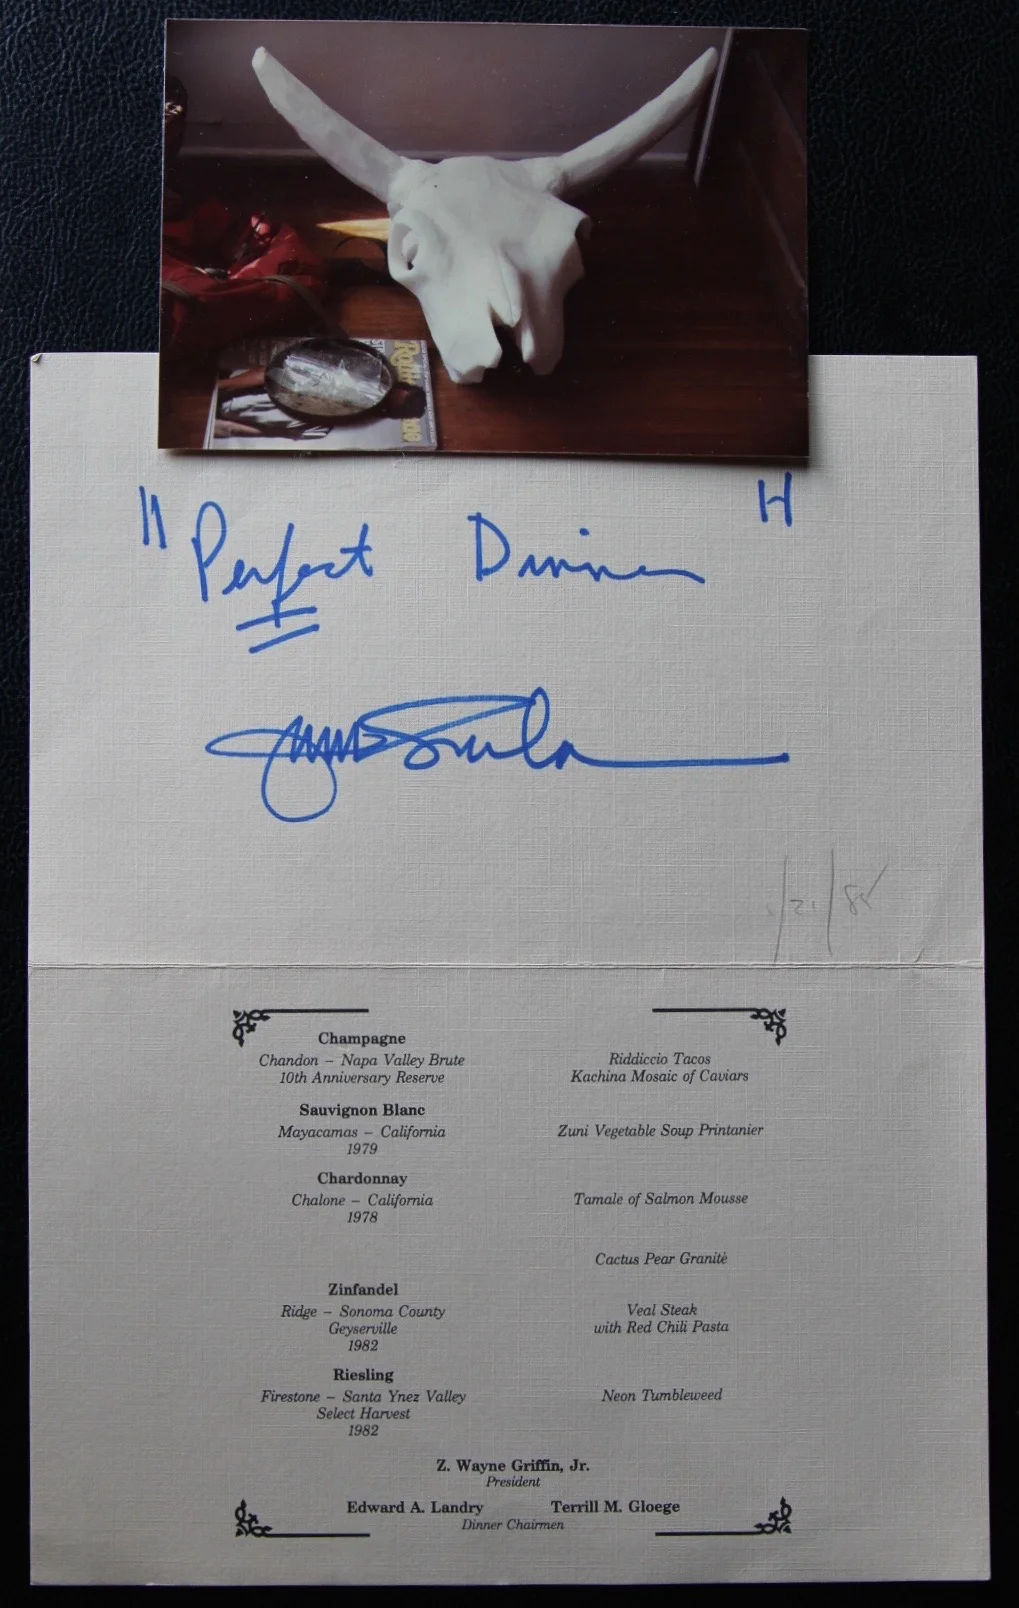 "Perfect Dinner"
/21/85
Champagne
Chandon – Napa Valley Brute
10th Anniversary Reserve
Riddiccio Tacos
Kachina Mosaic of Caviars
Sauvignon Blanc
Mayacamas – California
1979
Zuni Vegetable Soup Printanier
Chardonnay
Chalone – California
1978
Tamale of Salmon Mousse
Cactus Pear Granitè
Zinfandel
Ridge – Sonoma County
Geyserville
1982
Veal Steak
with Red Chili Pasta
Riesling
Firestone – Santa Ynez Valley
Select Harvest
1982
Neon Tumbleweed
Z. Wayne Griffin, Jr.
President
Edward A. Landry Terrill M. Gloege
Dinner Chairmen